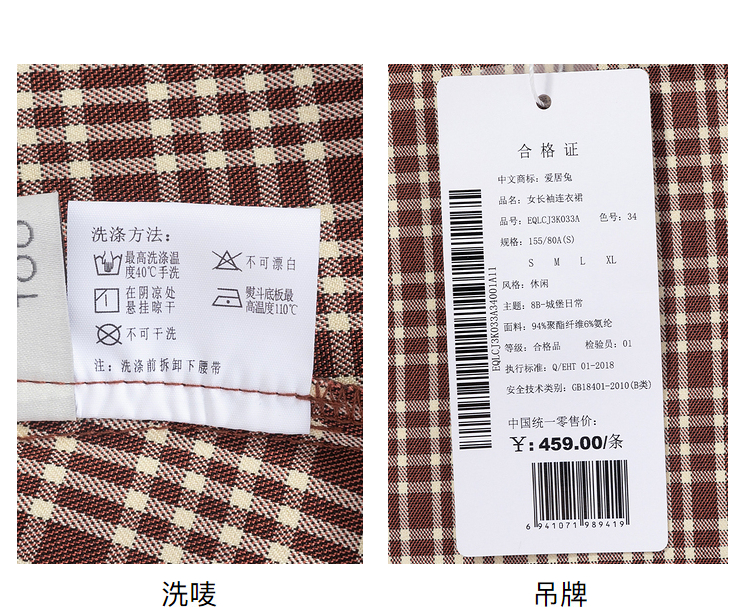 001
洗涤方法：
最高洗涤温
度40℃手洗
不可漂白
在阴凉处
悬挂晾干
熨斗底板最
高温度110℃
不可干洗
注：洗涤前拆卸下腰带
合格证
中文商标：爱居兔
品名：女长袖连衣裙
品号：EQLCJ3K033A 色号：34
规格：155/80A(S)
S M L XL
风格：休闲
主题：8B-城堡日常
面料：94%聚酯纤维6%氨纶
等级：合格品 检验员：01
执行标准：Q/EHT 01-2018
安全技术类别：GB18401-2010(B类)
中国统一零售价：
¥:459.00/条
6 941071 989419
EQLCJ3K033A34001A11
洗唛
吊牌